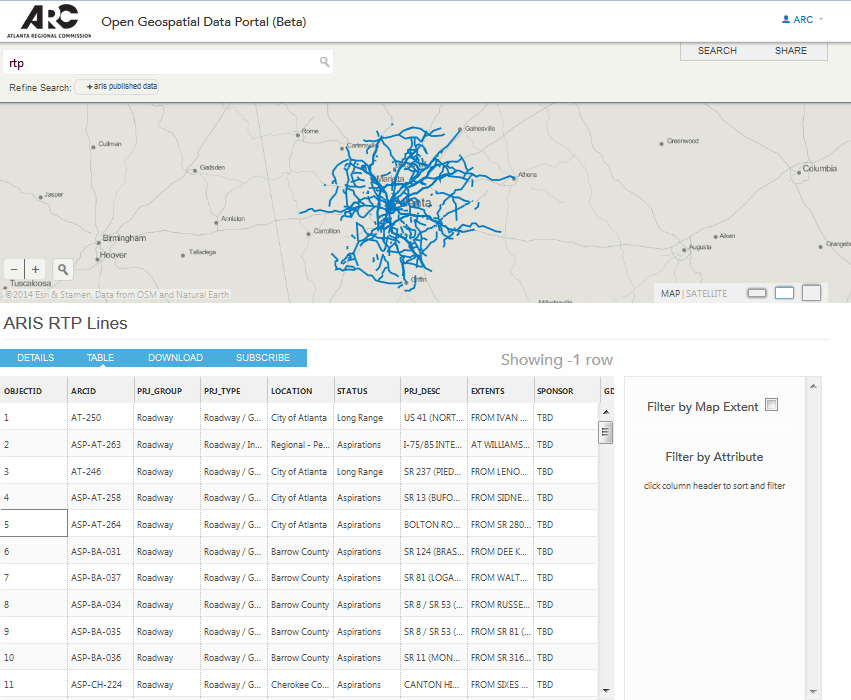 ARC
ATLANTA REGIONAL COMMISSION
Open Geospatial Data Portal (Beta)
ARC
rtp
SEARCH SHARE
Refine Search: +aris published data
Rome
Gainesville
Cullman
Cartersville
Greenwood
Gadsden
Columbia
Marietta
Athens
Jasper
Atlanta
Anniston
Birmingham
Carrollton
Aiken
Hoover
Talladega
Augusta
Tuscaloosa
Griffin
©2014 Esri & Stamen, Data from OSM and Natural Earth
MAP | SATELLITE
ARIS RTP Lines
DETAILS TABLE DOWNLOAD SUBSCRIBE
Showing -1 row
OBJECTID ARCID PRJ_GROUP PRJ_TYPE LOCATION STATUS PRJ_DESC EXTENTS SPONSOR GD
1 AT-250 Roadway Roadway / G... City of Atlanta Long Range US 41 (NORT... FROM IVAN ... TBD
2 ASP-AT-263 Roadway Roadway / In... Regional - Pe... Aspirations I-75/85 INTE... AT WILLIAMS... TBD
3 AT-246 Roadway Roadway / G... City of Atlanta Long Range SR 237 (PIED... FROM LENO... TBD
4 ASP-AT-258 Roadway Roadway / G... City of Atlanta Aspirations SR 13 (BUFO... FROM SIDNE... TBD
5 ASP-AT-264 Roadway Roadway / G... City of Atlanta Aspirations BOLTON RO... FROM SR 280... TBD
6 ASP-BA-031 Roadway Roadway / G... Barrow County Aspirations SR 124 (BRAS... FROM DEE K... TBD
7 ASP-BA-037 Roadway Roadway / G... Barrow County Aspirations SR 81 (LOGA... FROM WALT... TBD
8 ASP-BA-034 Roadway Roadway / G... Barrow County Aspirations SR 8 / SR 53 (... FROM RUSSE... TBD
9 ASP-BA-035 Roadway Roadway / G... Barrow County Aspirations SR 8 / SR 53 (... FROM SR 81 (... TBD
10 ASP-BA-036 Roadway Roadway / G... Barrow County Aspirations SR 11 (MON... FROM SR 316... TBD
11 ASP-CH-224 Roadway Roadway / G... Cherokee Co... Aspirations CANTON HI... FROM SIXES ... TBD
Filter by Map Extent
Filter by Attribute
click column header to sort and filter